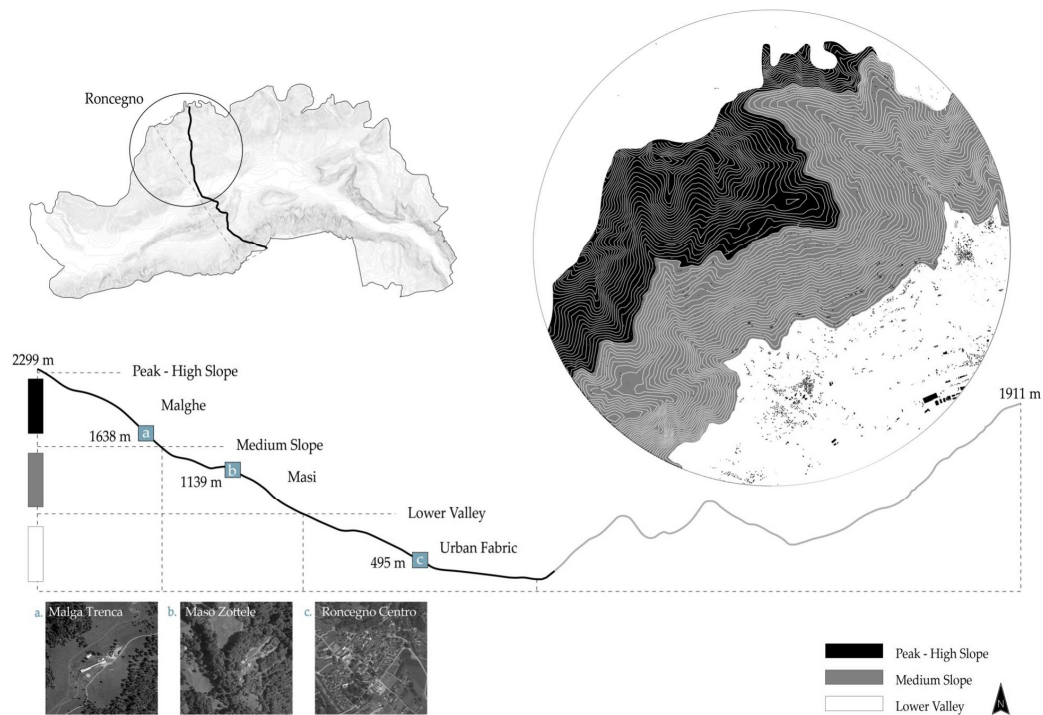 Roncegno
2299 m
Peak - High Slope
Malghe
1638 m
a
Medium Slope
1139 m
b
Masi
Lower Valley
Urban Fabric
495 m
c
1911 m
a. Malga Trenca
b. Maso Zottele
c. Roncegno Centro
Peak - High Slope
Medium Slope
Lower Valley
N